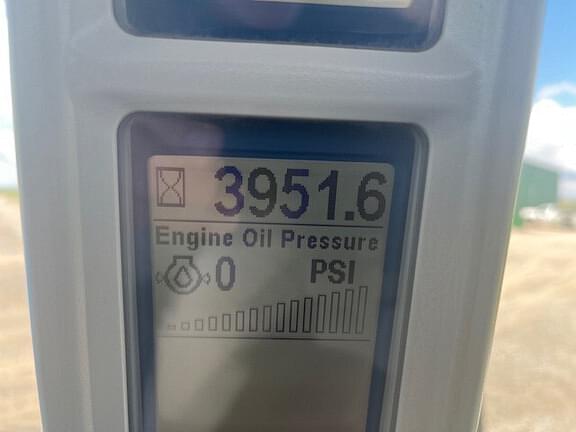 3951.6
Engine Oil Pressure
0 PSI